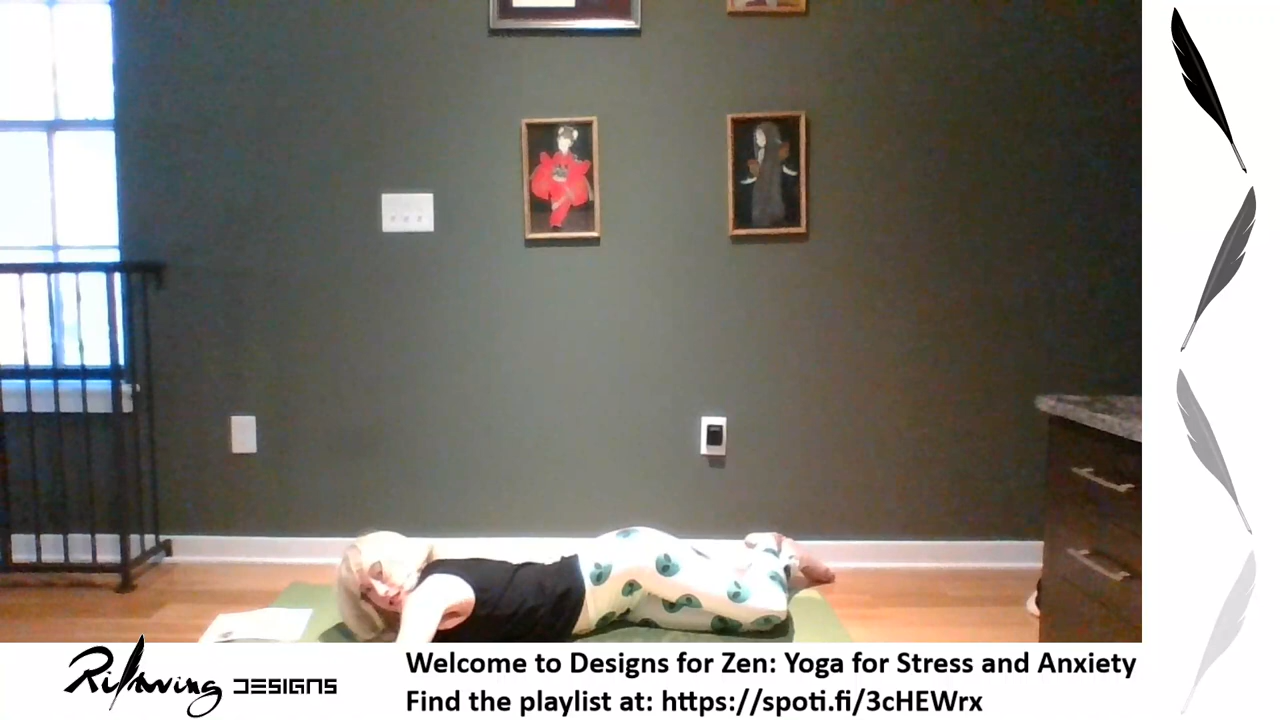 Welcome to Designs for Zen: Yoga for Stress and Anxiety
DESIGNS
Find the playlist at: https://spoti.fi/3cHEWrx